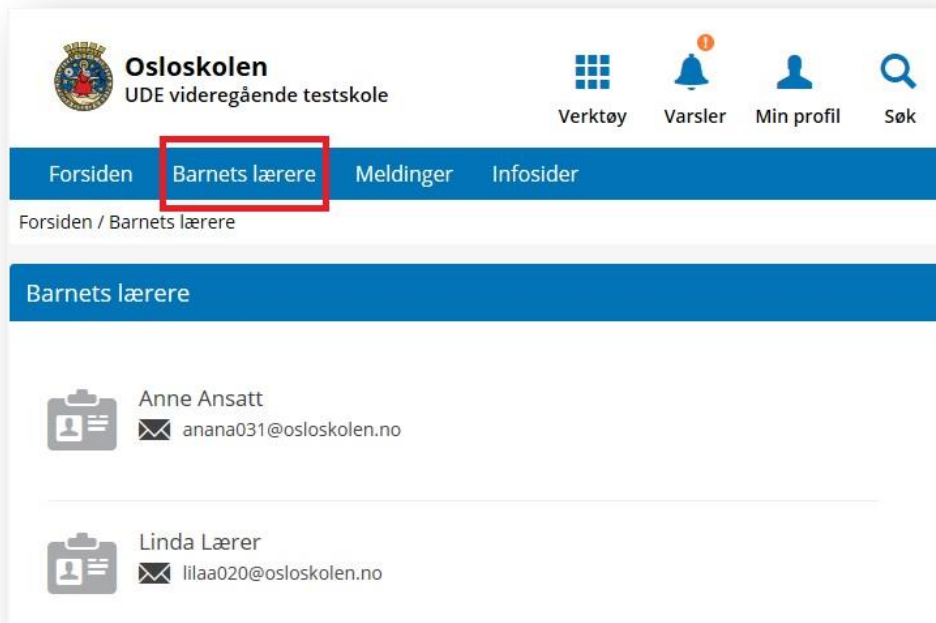 Osloskolen
UDE videregående testskole
!
Verktøy Varsler Min profil Søk
Forsiden Barnets lærere Meldinger Infosider
Forsiden / Barnets lærere
Barnets lærere
Anne Ansatt
anana031@osloskolen.no
Linda Lærer
lilaa020@osloskolen.no